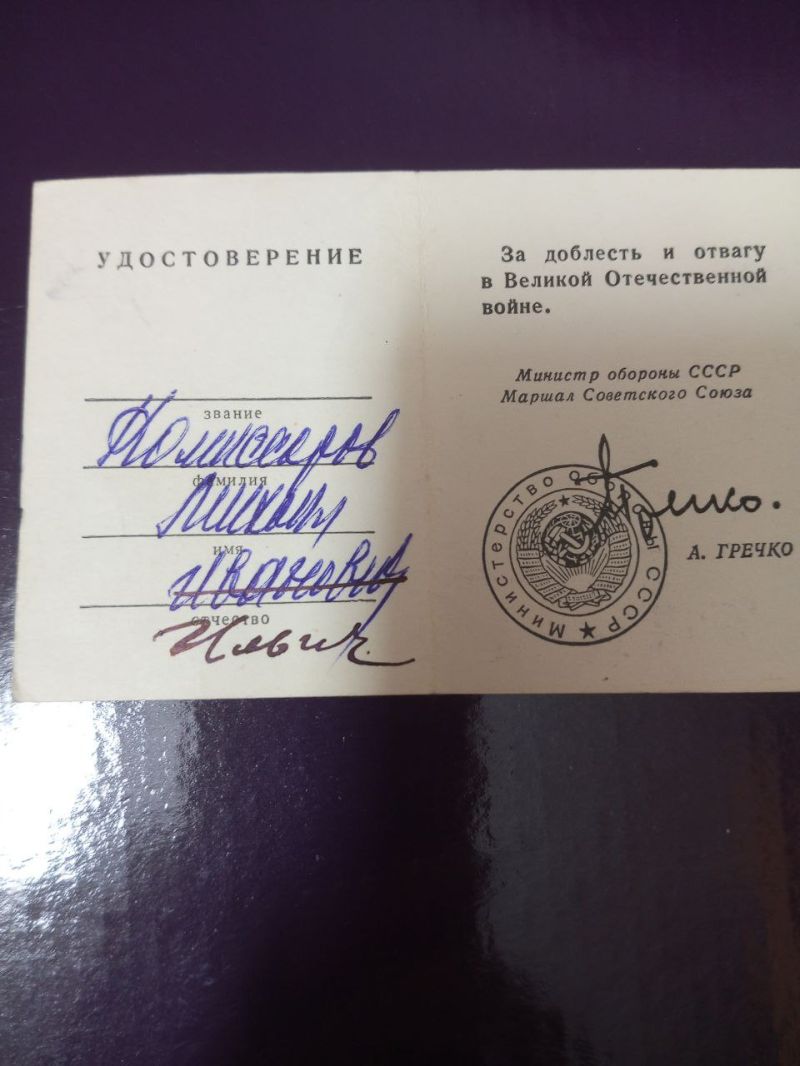 УДОСТОВЕРЕНИЕ
звание
Комиссаров
фамилия
Михаил
имя
Иванович
отчество
Ильич.
За доблесть и отвагу
в Великой Отечественной
войне.
Министр обороны СССР
Маршал Советского Союза
Гречко.
Министерство Обороны СССР
А. ГРЕЧКО